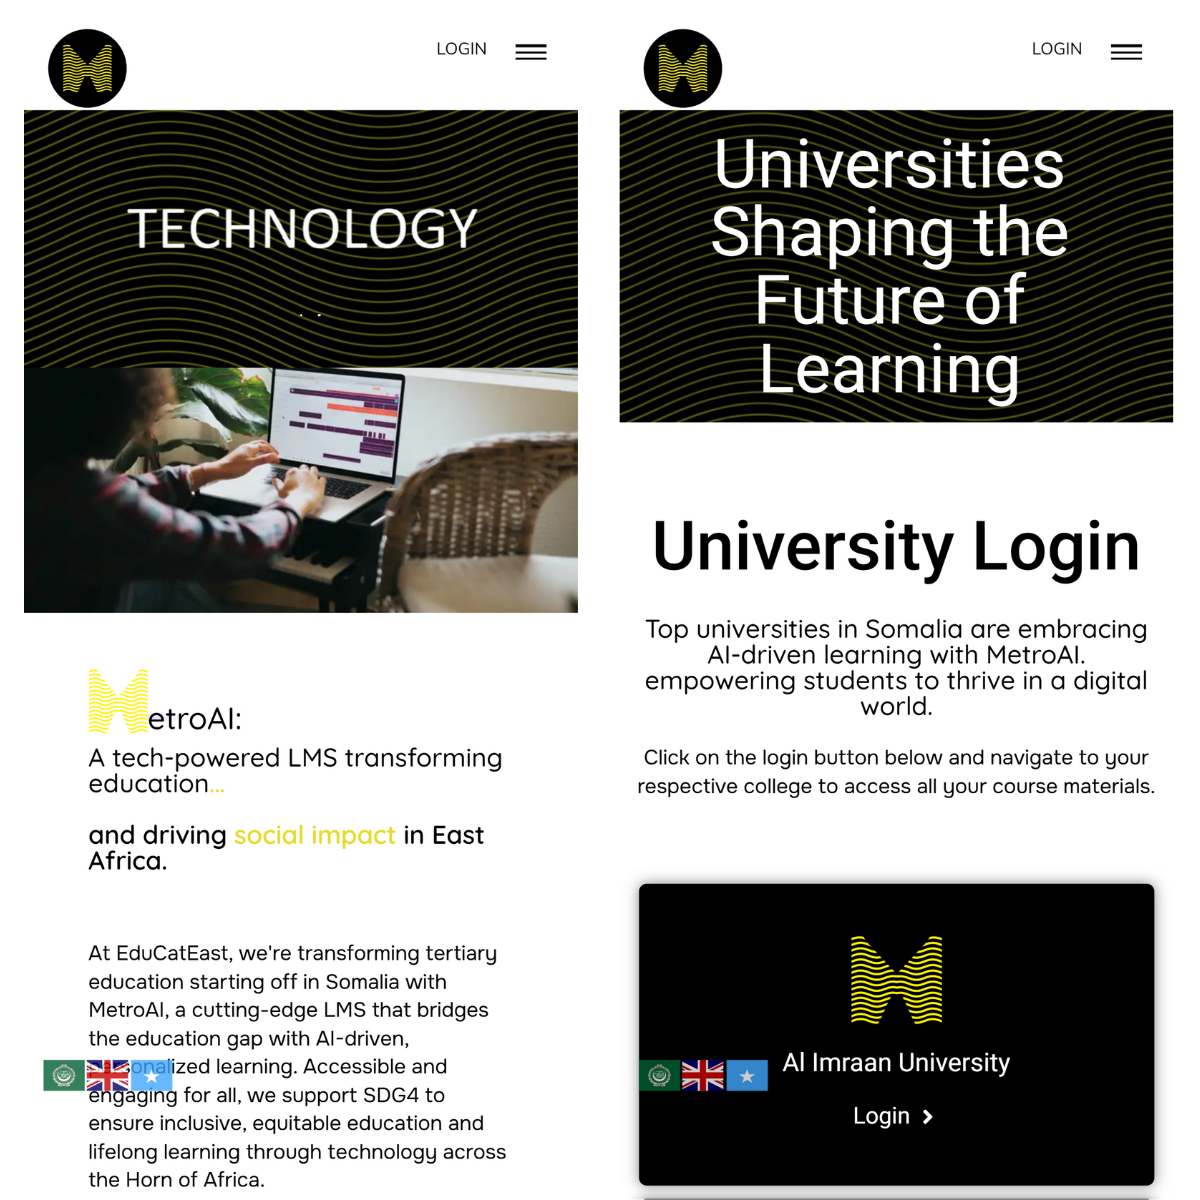 LOGIN
TECHNOLOGY
etroAI:
A tech-powered LMS transforming
education...
and driving social impact in East
Africa.
At EduCatEast, we're transforming tertiary
education starting off in Somalia with
MetroAI, a cutting-edge LMS that bridges
the education gap with AI-driven,
personalized learning. Accessible and
engaging for all, we support SDG4 to
ensure inclusive, equitable education and
lifelong learning through technology across
the Horn of Africa.
LOGIN
Universities
Shaping the
Future of
Learning
University Login
Top universities in Somalia are embracing
AI-driven learning with MetroAI.
empowering students to thrive in a digital
world.
Click on the login button below and navigate to your
respective college to access all your course materials.
Al Imraan University
Login